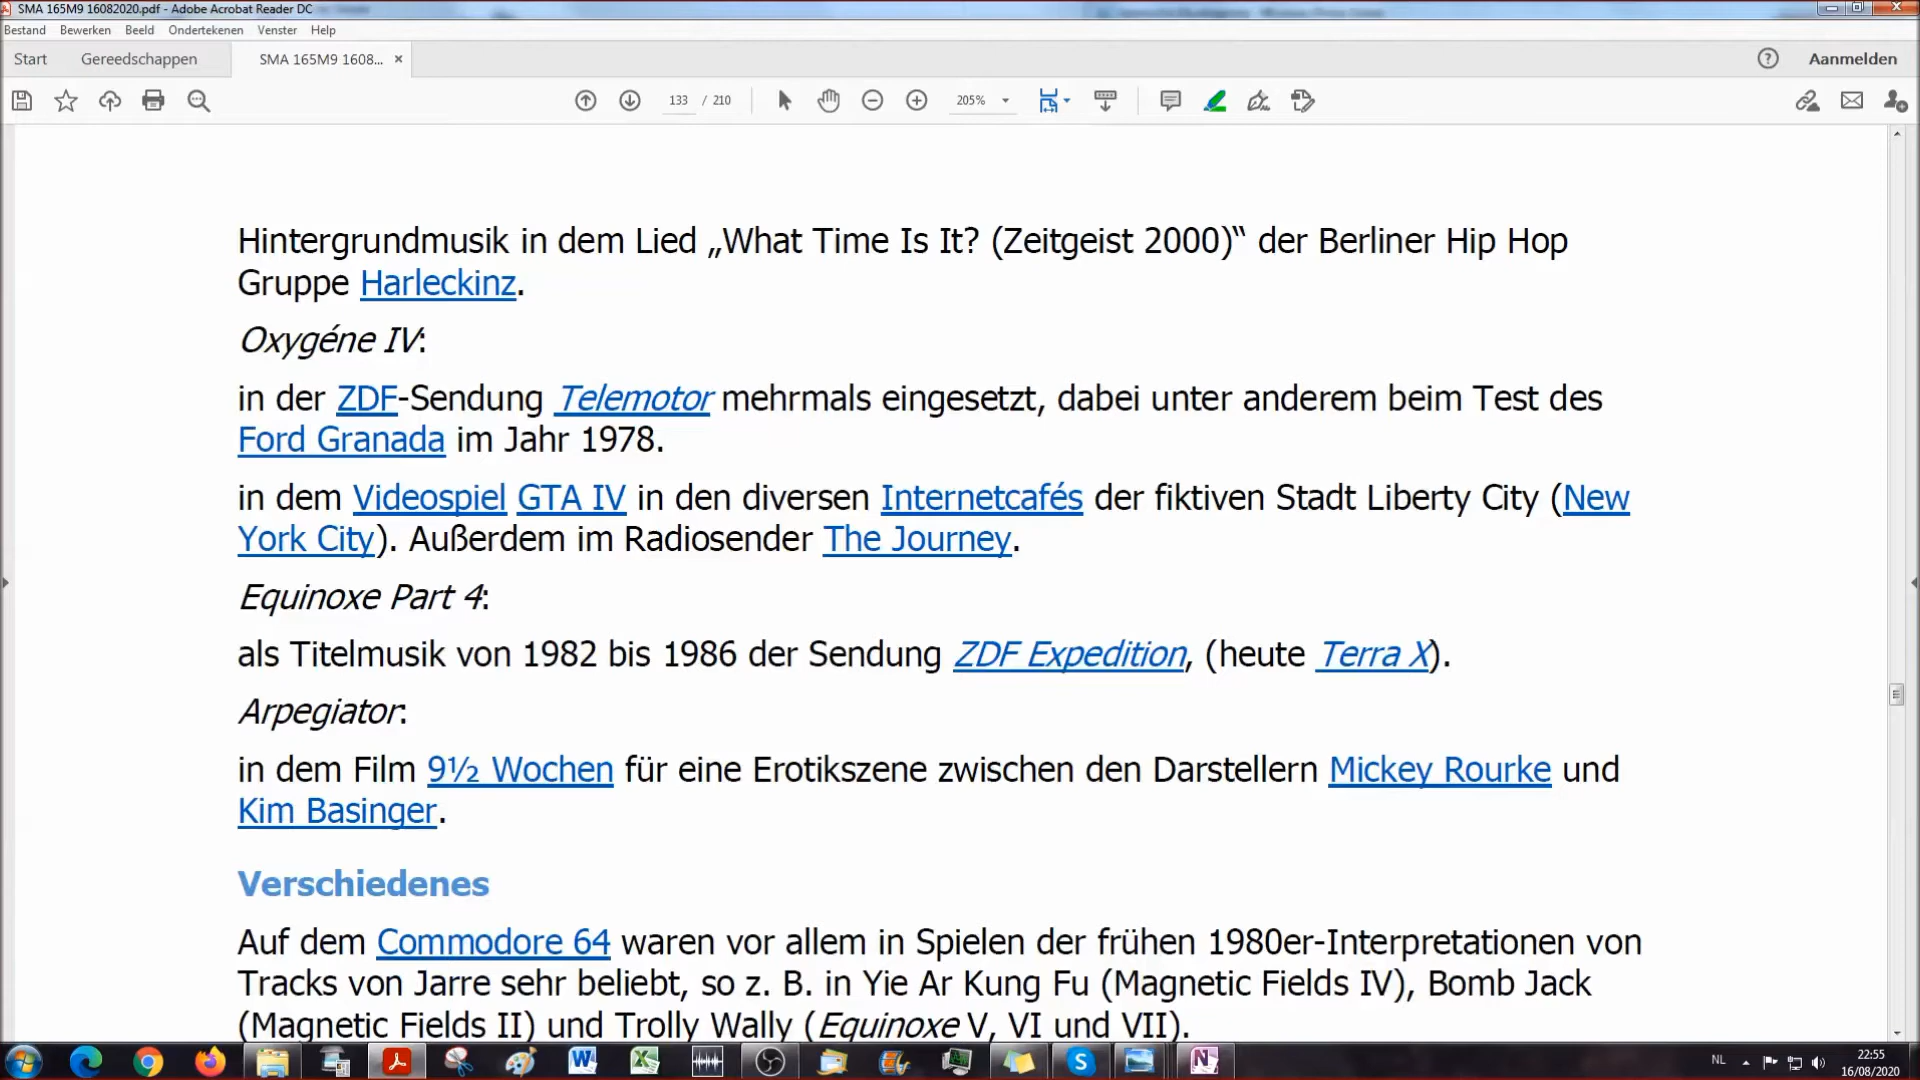 SMA 165M9 16082020.pdf - Adobe Acrobat Reader DC
Bestand Bewerken Beeld Ondertekenen Venster Help
Start Gereedschappen SMA 165M9 1608... × Aanmelden
133 / 210 205%
Hintergrundmusik in dem Lied „What Time Is It? (Zeitgeist 2000)“ der Berliner Hip Hop
Gruppe Harleckinz.
Oxygéne IV:
in der ZDF-Sendung Telemotor mehrmals eingesetzt, dabei unter anderem beim Test des
Ford Granada im Jahr 1978.
in dem Videospiel GTA IV in den diversen Internetcafés der fiktiven Stadt Liberty City (New
York City). Außerdem im Radiosender The Journey.
Equinoxe Part 4:
als Titelmusik von 1982 bis 1986 der Sendung ZDF Expedition, (heute Terra X).
Arpegiator:
in dem Film 9½ Wochen für eine Erotikszene zwischen den Darstellern Mickey Rourke und
Kim Basinger.
Verschiedenes
Auf dem Commodore 64 waren vor allem in Spielen der frühen 1980er-Interpretationen von
Tracks von Jarre sehr beliebt, so z. B. in Yie Ar Kung Fu (Magnetic Fields IV), Bomb Jack
(Magnetic Fields II) und Trolly Wally (Equinoxe V, VI und VII).
NL 22:55
16/08/2020